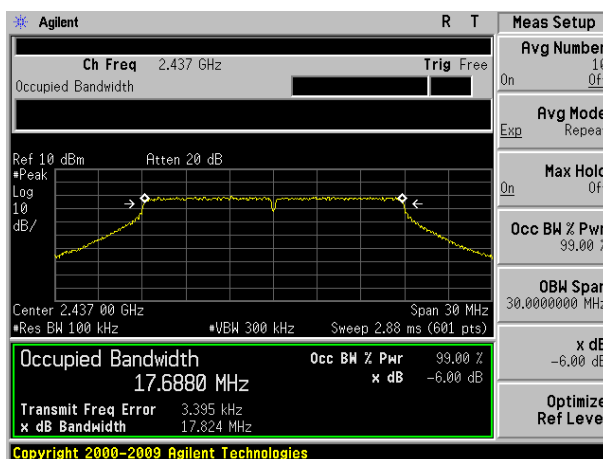 Agilent R T Meas Setup
Ch Freq 2.437 GHz Trig Free
Occupied Bandwidth
Avg Number
10
On Of
Avg Mode
Exp Repea
Max Hold
On Of
Occ BW % Pwr
99.00 %
OBW Span
30.0000000 MHz
x dB
-6.00 dB
Optimize
Ref Leve
Ref 10 dBm Atten 20 dB
#Peak
Log
10
dB/
Center 2.437 00 GHz Span 30 MHz
#Res BW 100 kHz #VBW 300 kHz Sweep 2.88 ms (601 pts)
Occupied Bandwidth Occ BW % Pwr 99.00 %
17.6880 MHz x dB -6.00 dB
Transmit Freq Error 3.395 kHz
x dB Bandwidth 17.824 MHz
Copyright 2000-2009 Agilent Technologies